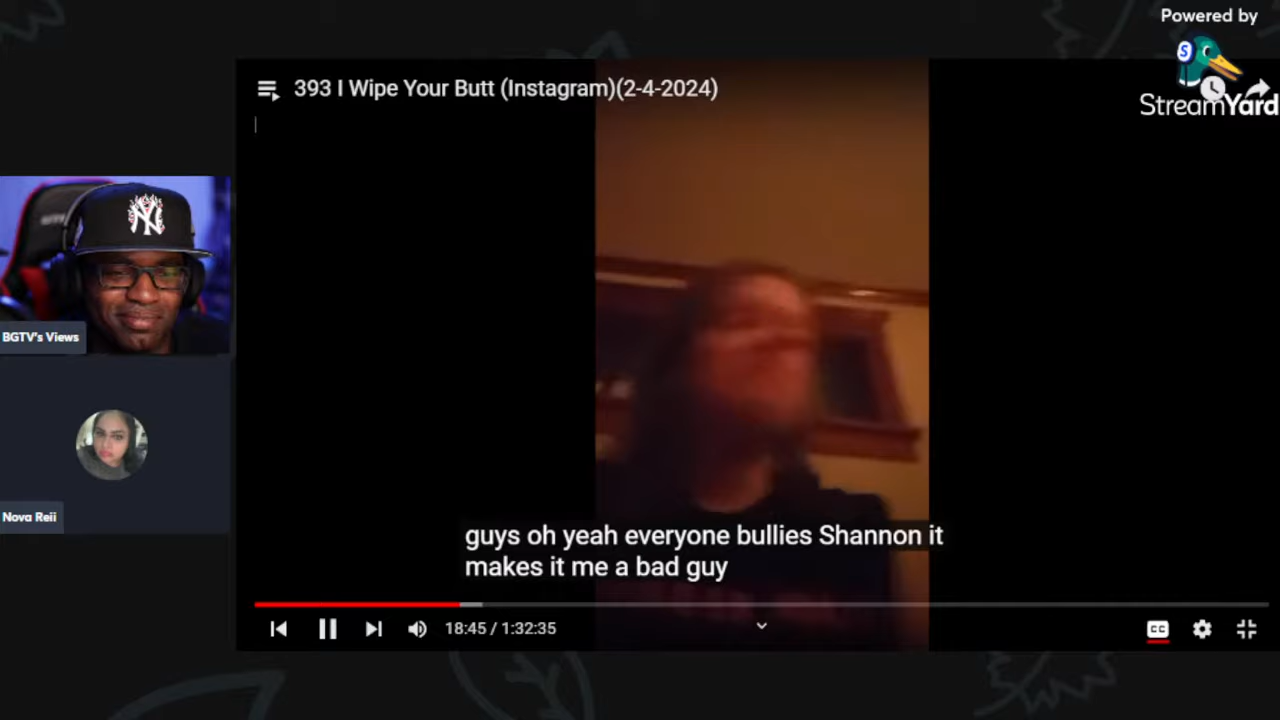 Powered by
StreamYard
393 I Wipe Your Butt (Instagram)(2-4-2024)
BGTV's Views
Nova Reii
guys oh yeah everyone bullies Shannon it
makes it me a bad guy
18:45 / 1:32:35
CC